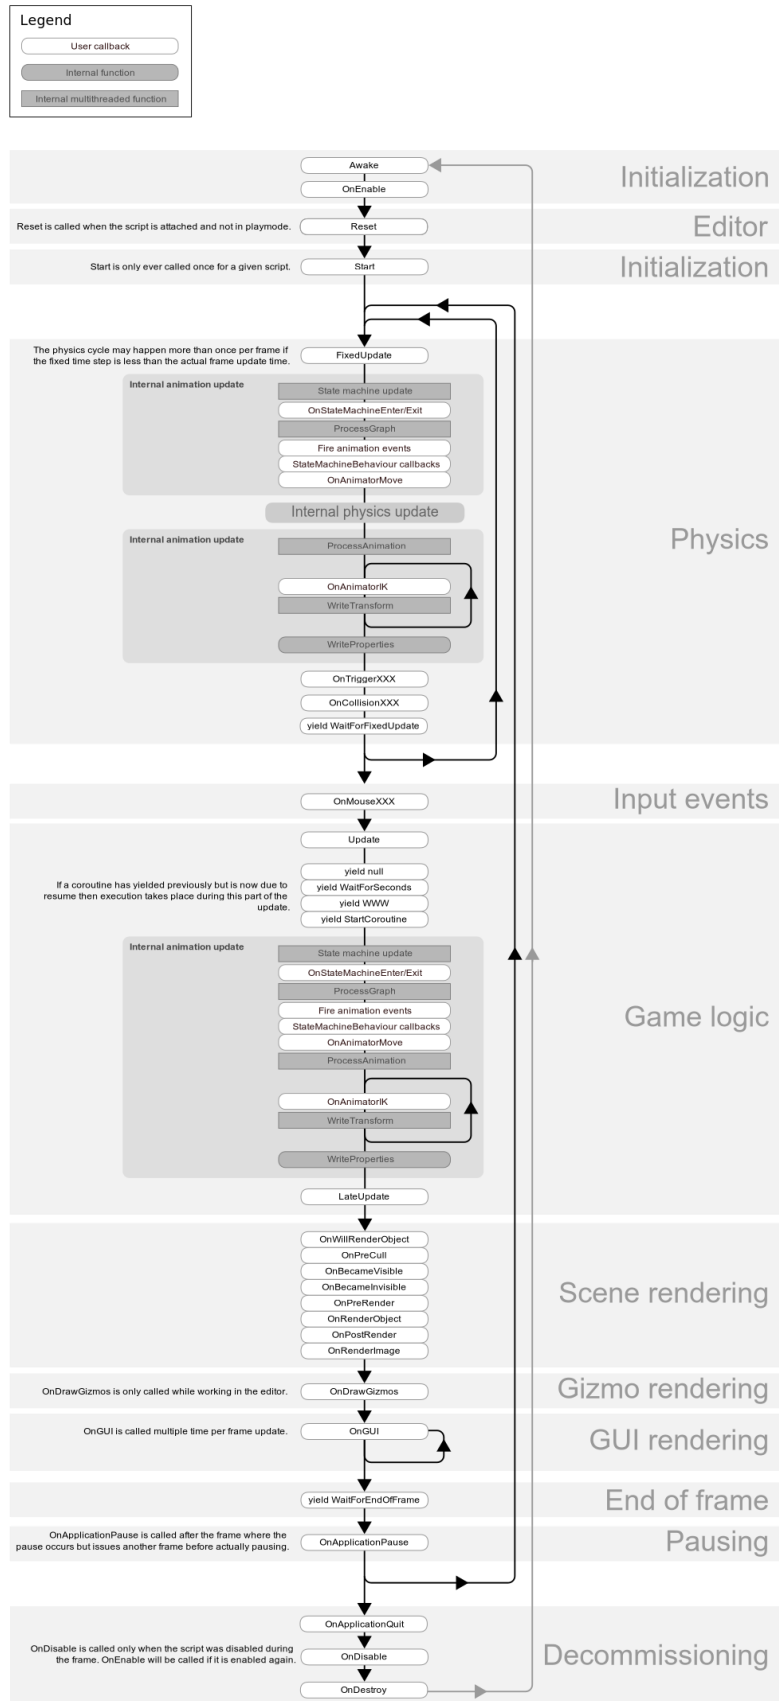 Legend
User callback
Internal function
Internal multithreaded function
Awake
OnEnable
Initialization
Reset is called when the script is attached and not in playmode.
Reset
Editor
Start is only ever called once for a given script.
Start
Initialization
The physics cycle may happen more than once per frame if
the fixed time step is less than the actual frame update time.
FixedUpdate
Internal animation update
State machine update
OnStateMachineEnter/Exit
ProcessGraph
Fire animation events
StateMachineBehaviour callbacks
OnAnimatorMove
Internal physics update
Physics
Internal animation update
ProcessAnimation
OnAnimatorIK
WriteTransform
WriteProperties
OnTriggerXXX
OnCollisionXXX
yield WaitForFixedUpdate
OnMouseXXX
Input events
Update
yield null
yield WaitForSeconds
yield WWW
yield StartCoroutine
If a coroutine has yielded previously but is now due to
resume then execution takes place during this part of the
update.
Internal animation update
State machine update
OnStateMachineEnter/Exit
ProcessGraph
Fire animation events
StateMachineBehaviour callbacks
OnAnimatorMove
ProcessAnimation
OnAnimatorIK
WriteTransform
WriteProperties
Game logic
LateUpdate
OnWillRenderObject
OnPreCull
OnBecameVisible
OnBecameInvisible
OnPreRender
OnRenderObject
OnPostRender
OnRenderImage
Scene rendering
OnDrawGizmos is only called while working in the editor.
OnDrawGizmos
Gizmo rendering
OnGUI is called multiple time per frame update.
OnGUI
GUI rendering
yield WaitForEndOfFrame
End of frame
OnApplicationPause is called after the frame where the
pause occurs but issues another frame before actually pausing.
OnApplicationPause
Pausing
OnApplicationQuit
OnDisable is called only when the script was disabled during
the frame. OnEnable will be called if it is enabled again.
OnDisable
OnDestroy
Decommissioning